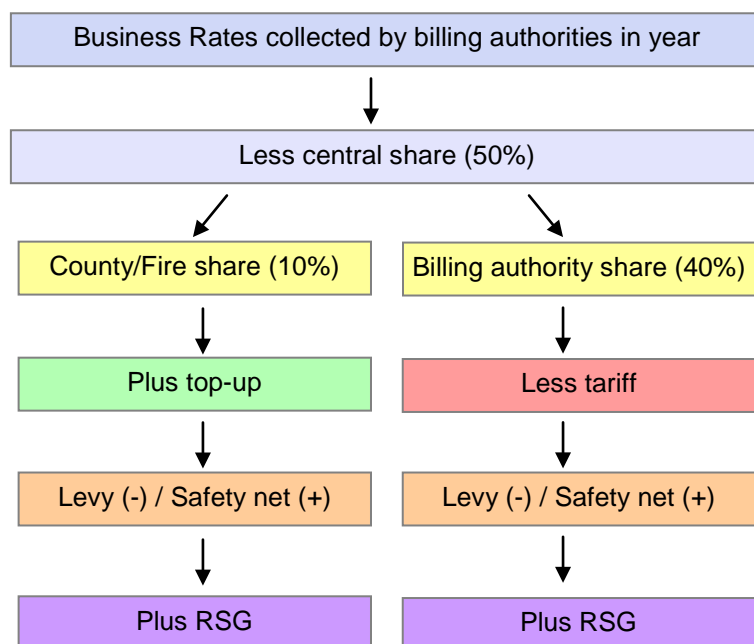 Business Rates collected by billing authorities in year
Less central share (50%)
County/Fire share (10%)
Billing authority share (40%)
Plus top-up
Less tariff
Levy (-) / Safety net (+)
Levy (-) / Safety net (+)
Plus RSG
Plus RSG